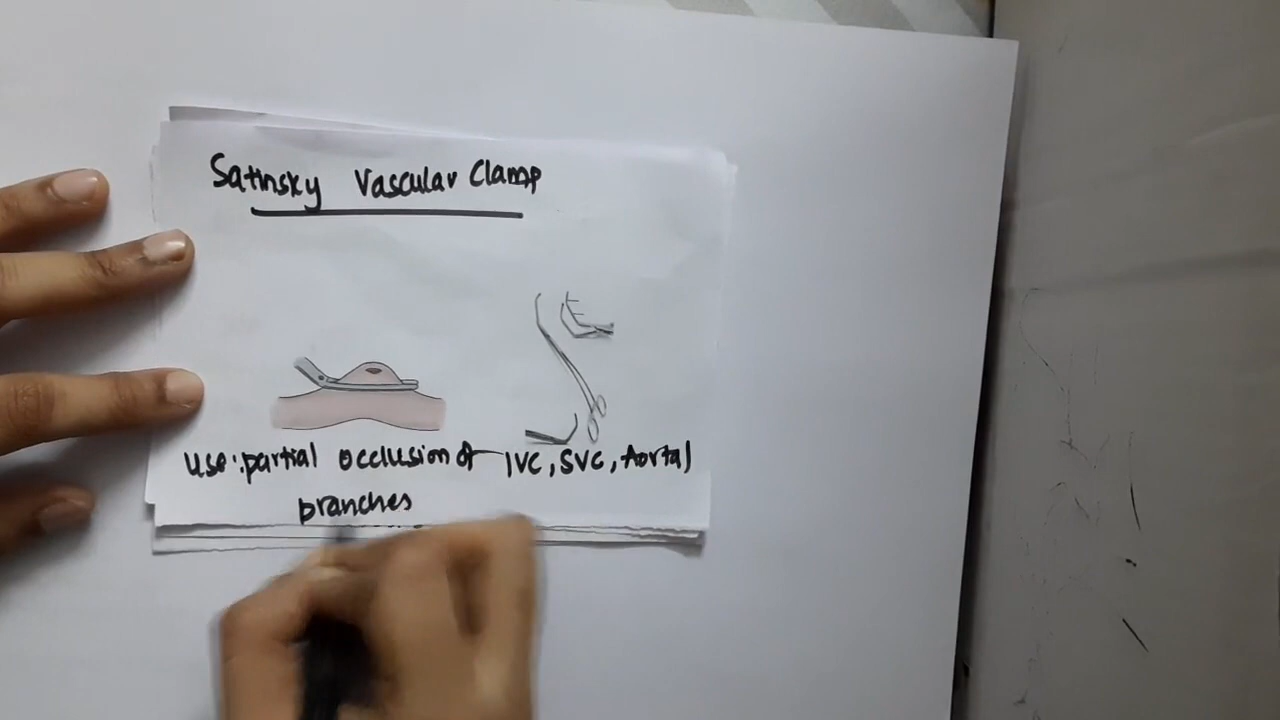 Satinsky Vascular Clamp
Use: partial occlusion of IVC, SVC, Aortal
branches